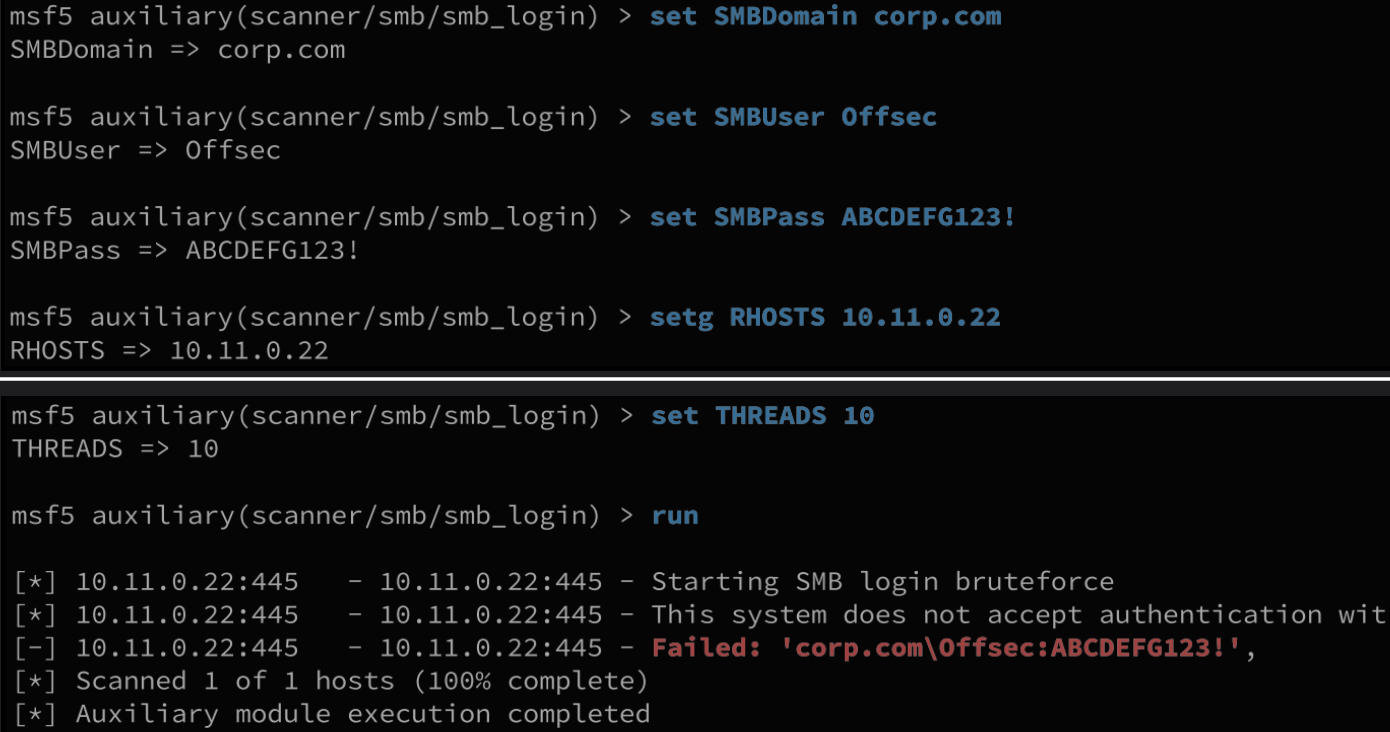 msf5 auxiliary(scanner/smb/smb_login) > set SMBDomain corp.com
SMBDomain => corp.com
msf5 auxiliary(scanner/smb/smb_login) > set SMBUser Offsec
SMBUser => Offsec
msf5 auxiliary(scanner/smb/smb_login) > set SMBPass ABCDEFG123!
SMBPass => ABCDEFG123!
msf5 auxiliary(scanner/smb/smb_login) > setg RHOSTS 10.11.0.22
RHOSTS => 10.11.0.22
msf5 auxiliary(scanner/smb/smb_login) > set THREADS 10
THREADS => 10
msf5 auxiliary(scanner/smb/smb_login) > run
[*] 10.11.0.22:445   - 10.11.0.22:445 - Starting SMB login bruteforce
[*] 10.11.0.22:445   - 10.11.0.22:445 - This system does not accept authentication wit
[-] 10.11.0.22:445   - 10.11.0.22:445 - Failed: 'corp.com\Offsec:ABCDEFG123!',
[*] Scanned 1 of 1 hosts (100% complete)
[*] Auxiliary module execution completed